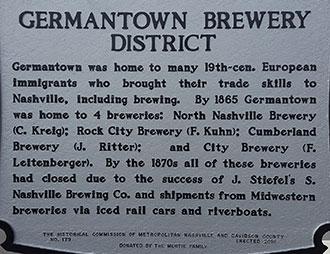 GERMANTOWN BREWERY
DISTRICT
Germantown was home to many 19th-cen. European
immigrants who brought their trade skills to
Nashville, including brewing. By 1865 Germantown
was home to 4 breweries: North Nashville Brewery
(C. Kreig); Rock City Brewery (F. Kuhn); Cumberland
Brewery (J. Ritter); and City Brewery (F.
Leitenberger). By the 1870s all of these breweries
had closed due to the success of J. Stiefel's S.
Nashville Brewing Co. and shipments from Midwestern
breweries via iced rail cars and riverboats.
THE HISTORICAL COMMISSION OF METROPOLITAN NASHVILLE AND DAVIDSON COUNTY
NO. 173 ERECTED
DONATED BY THE FAMILY